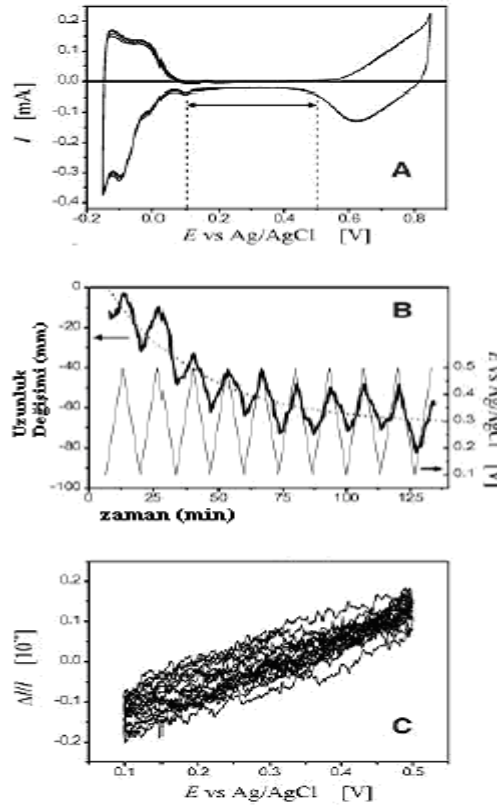 0.2
0.1
0.0
-0.1
-0.2
-0.3
-0.4
I [mA]
A
-0.2 0.0 0.2 0.4 0.6 0.8
E vs Ag/AgCl [V]
B
0
-20
-40
-60
-80
-100
Uzunluk
Değişimi (mm)
0.5
0.4
0.3
0.2
0.1
E vs Ag/AgCl
[V]
0 25 50 75 100 125
zaman (min)
0.2
0.1
0.0
-0.1
-0.2
Δl/l
C
0.1 0.2 0.3 0.4 0.5
E vs Ag/AgCl [V]